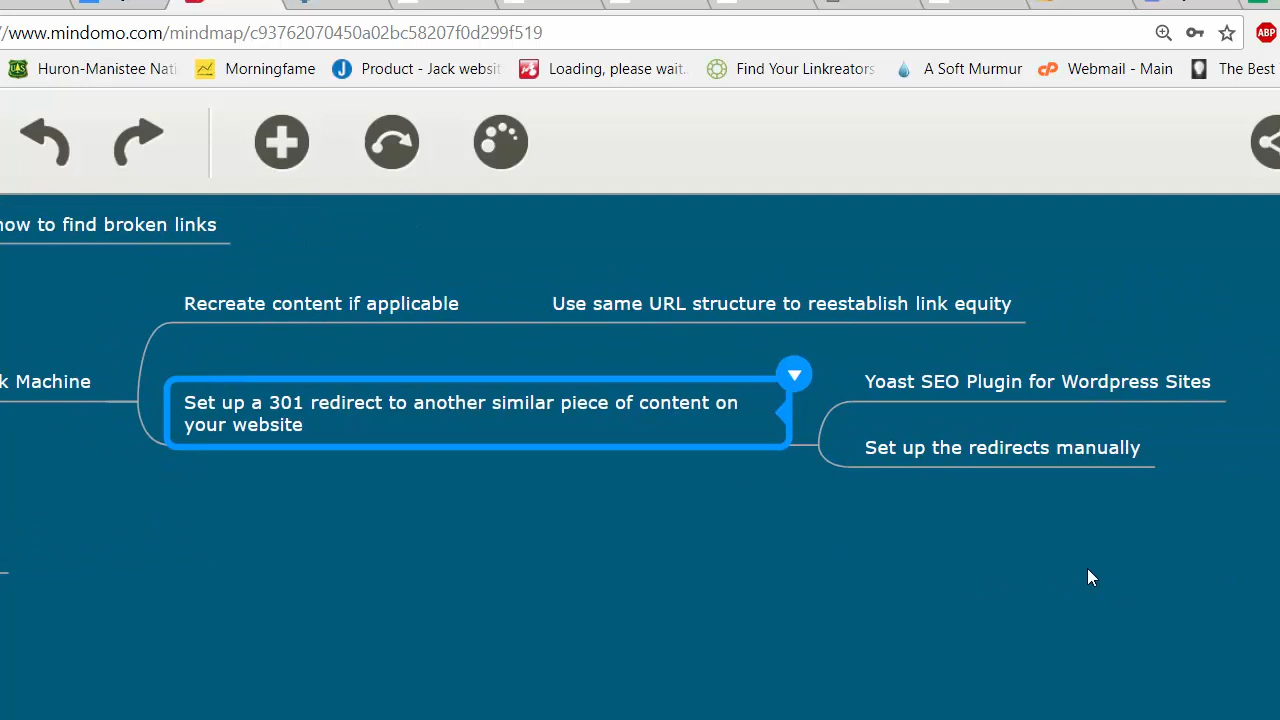 //www.mindomo.com/mindmap/c93762070450a02bc58207f0d299f519
ABP
Huron-Manistee Nati
Morningfame
Product - Jack websit
Loading, please wait.
Find Your Linkreators
A Soft Murmur
Webmail - Main
The Best
how to find broken links
Recreate content if applicable
Use same URL structure to reestablish link equity
k Machine
Set up a 301 redirect to another similar piece of content on
your website
Yoast SEO Plugin for Wordpress Sites
Set up the redirects manually